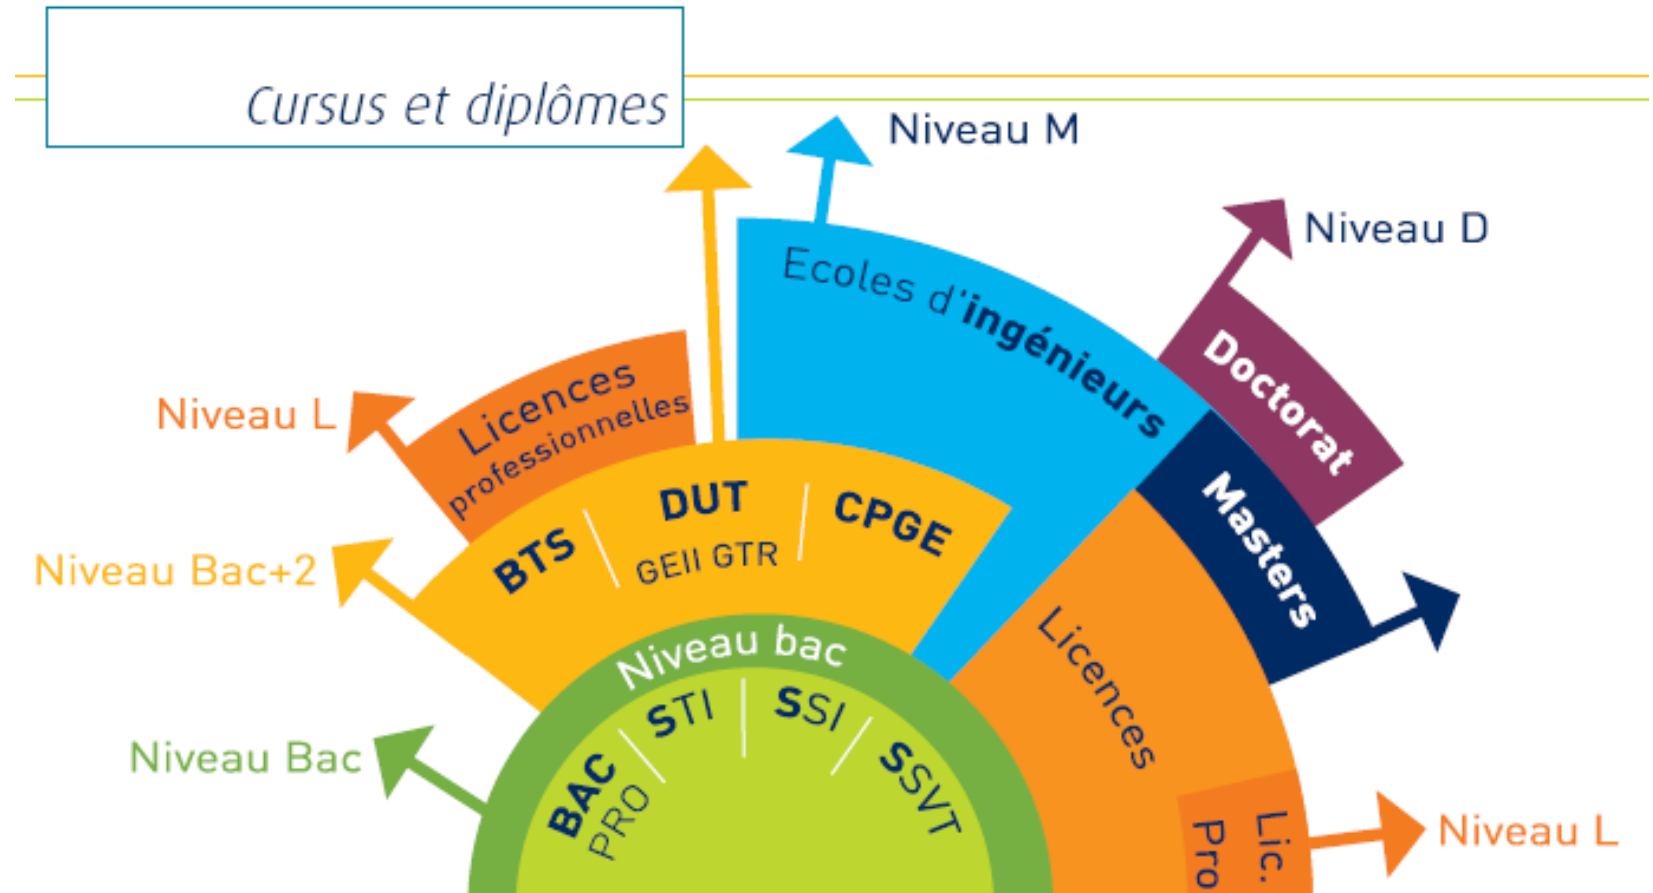 Cursus et diplômes
Niveau M
Niveau D
Ecoles d'ingénieurs
Doctorat
Masters
Niveau L
Licences
professionnelles
Niveau Bac+2
BTS
DUT
GEII GTR
CPGE
Licences
Niveau bac
Niveau Bac
BAC
PRO
STI
SSI
SSVT
Lic.
Pro
Niveau L